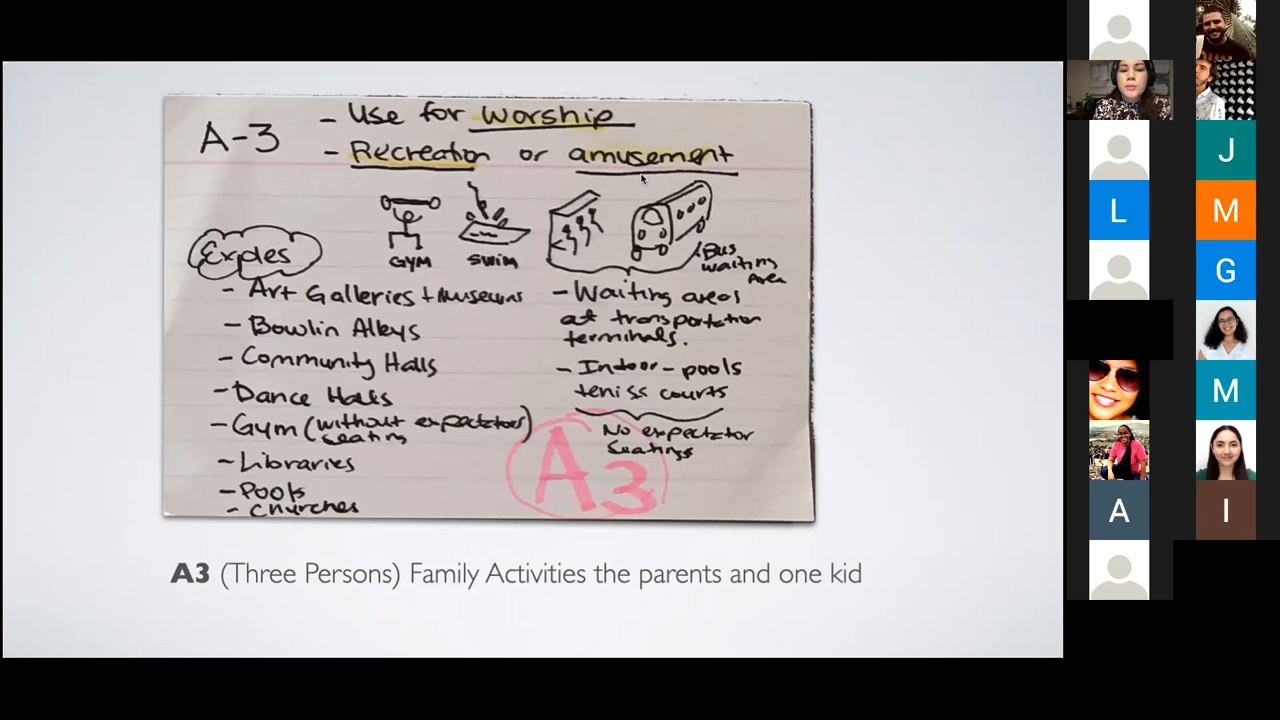 A-3
- Use for worship
- Recreation or amusement
GYM
SWIM
Bus
waiting
Area
Exples
- Art Galleries + Museums
- Bowlin Alleys
- Community Halls
- Dance Halls
- Gym (without expectator)
seating
- Libraries
- Pools
- Churches
- Waiting areas
at transportation
terminals.
- Indoor - pools
teniss courts
No expectator
Seatings
A3
A3 (Three Persons) Family Activities the parents and one kid
J
L
M
G
M
A
I